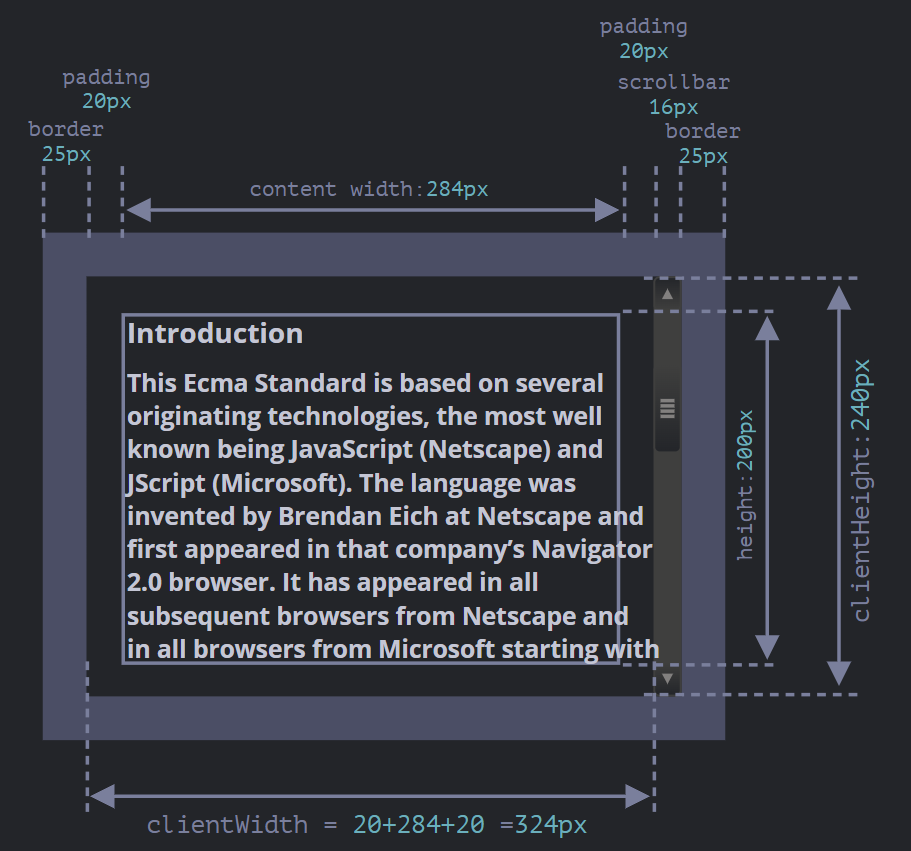 padding
20px
scrollbar
16px
border
25px
padding
20px
border
25px
content width:284px
Introduction
This Ecma Standard is based on several
originating technologies, the most well
known being JavaScript (Netscape) and
JScript (Microsoft). The language was
invented by Brendan Eich at Netscape and
first appeared in that company’s Navigator
2.0 browser. It has appeared in all
subsequent browsers from Netscape and
in all browsers from Microsoft starting with
height:200px
clientHeight:240px
clientWidth = 20+284+20 =324px